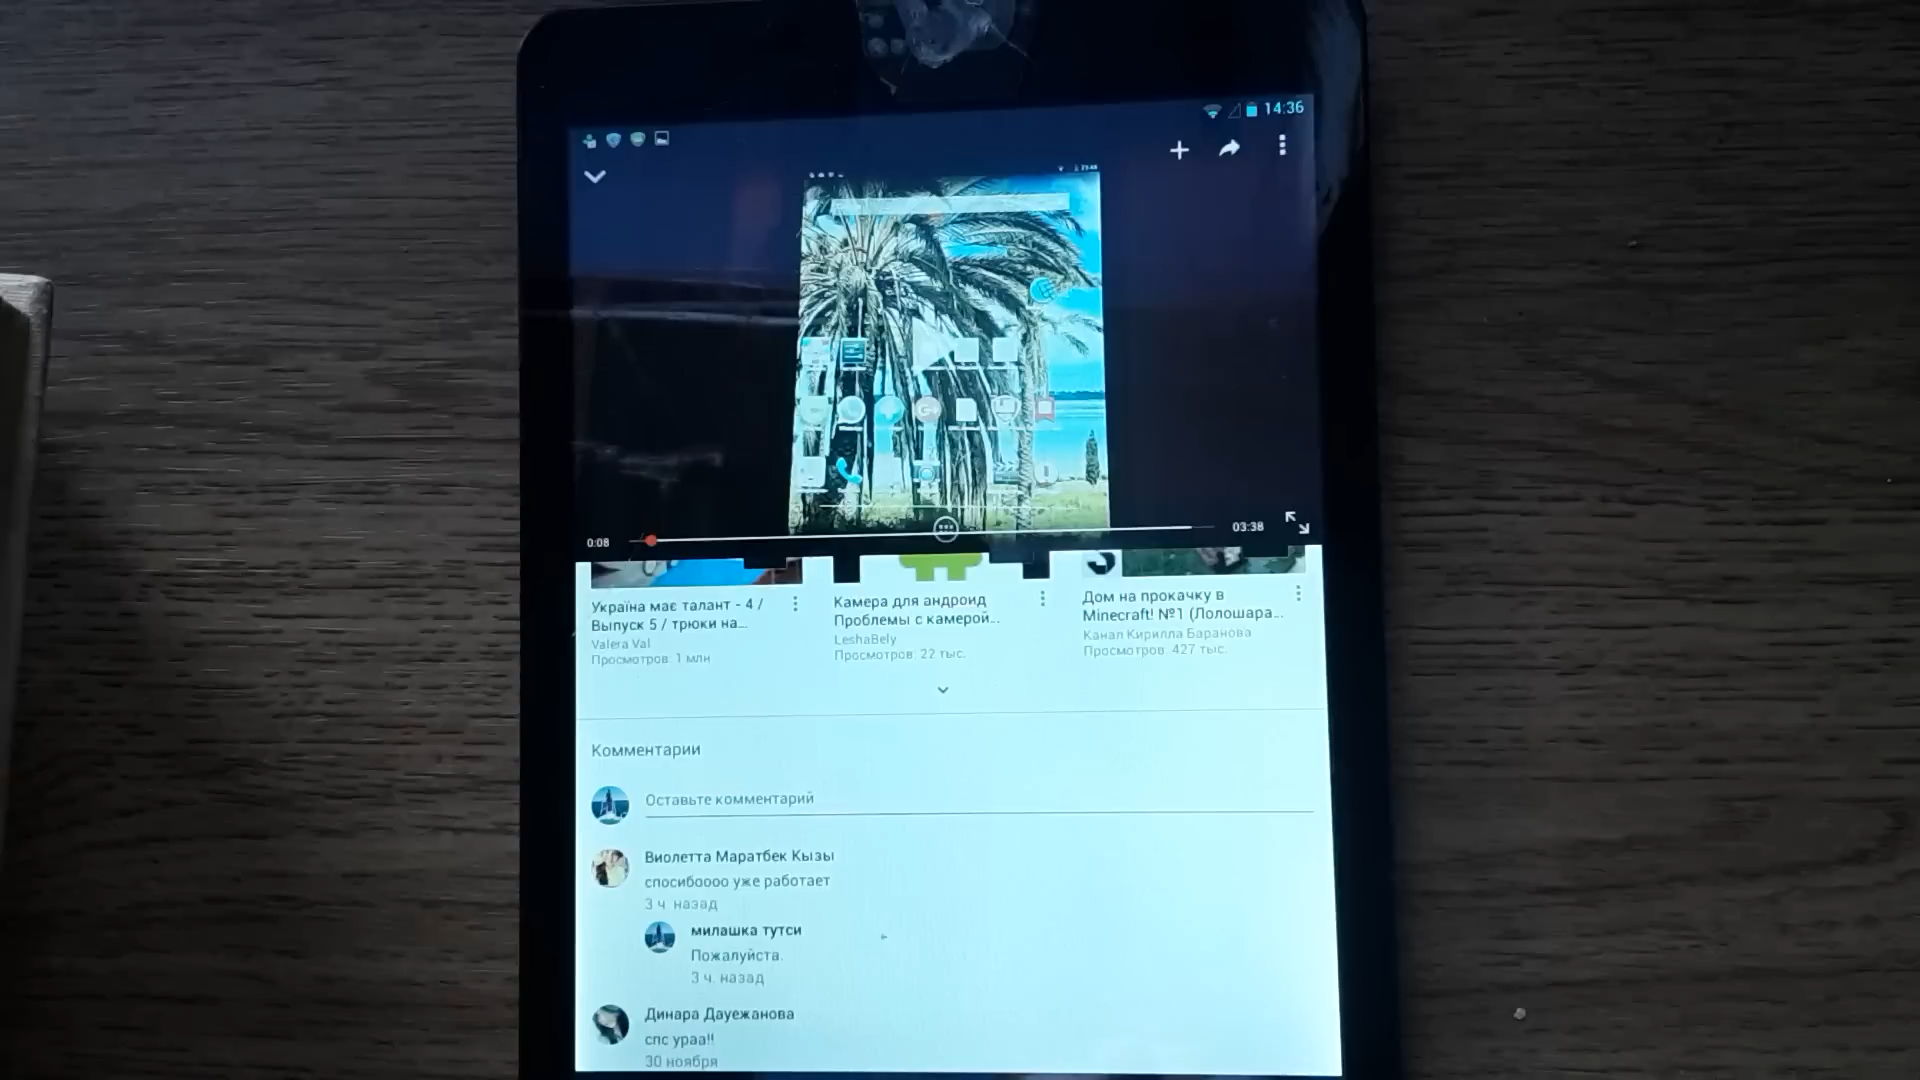 14:36
0:08
03:38
Україна має талант - 4 /
Выпуск 5 / трюки на...
Valera Val
Просмотров: 1 млн
Камера для андроид
Проблемы с камерой...
LeshaBely
Просмотров: 22 тыс.
Дом на прокачку в
Minecraft! №1 (Лолошара...
Канал Кирилла Баранова
Просмотров: 427 тыс.
Комментарии
Оставьте комментарий
Виолетта Маратбек Кызы
спосибоооо уже работает
3 ч. назад
милашка тутси
Пожалуйста.
3 ч. назад
Динара Дауежанова
спс ураа!!
30 ноября